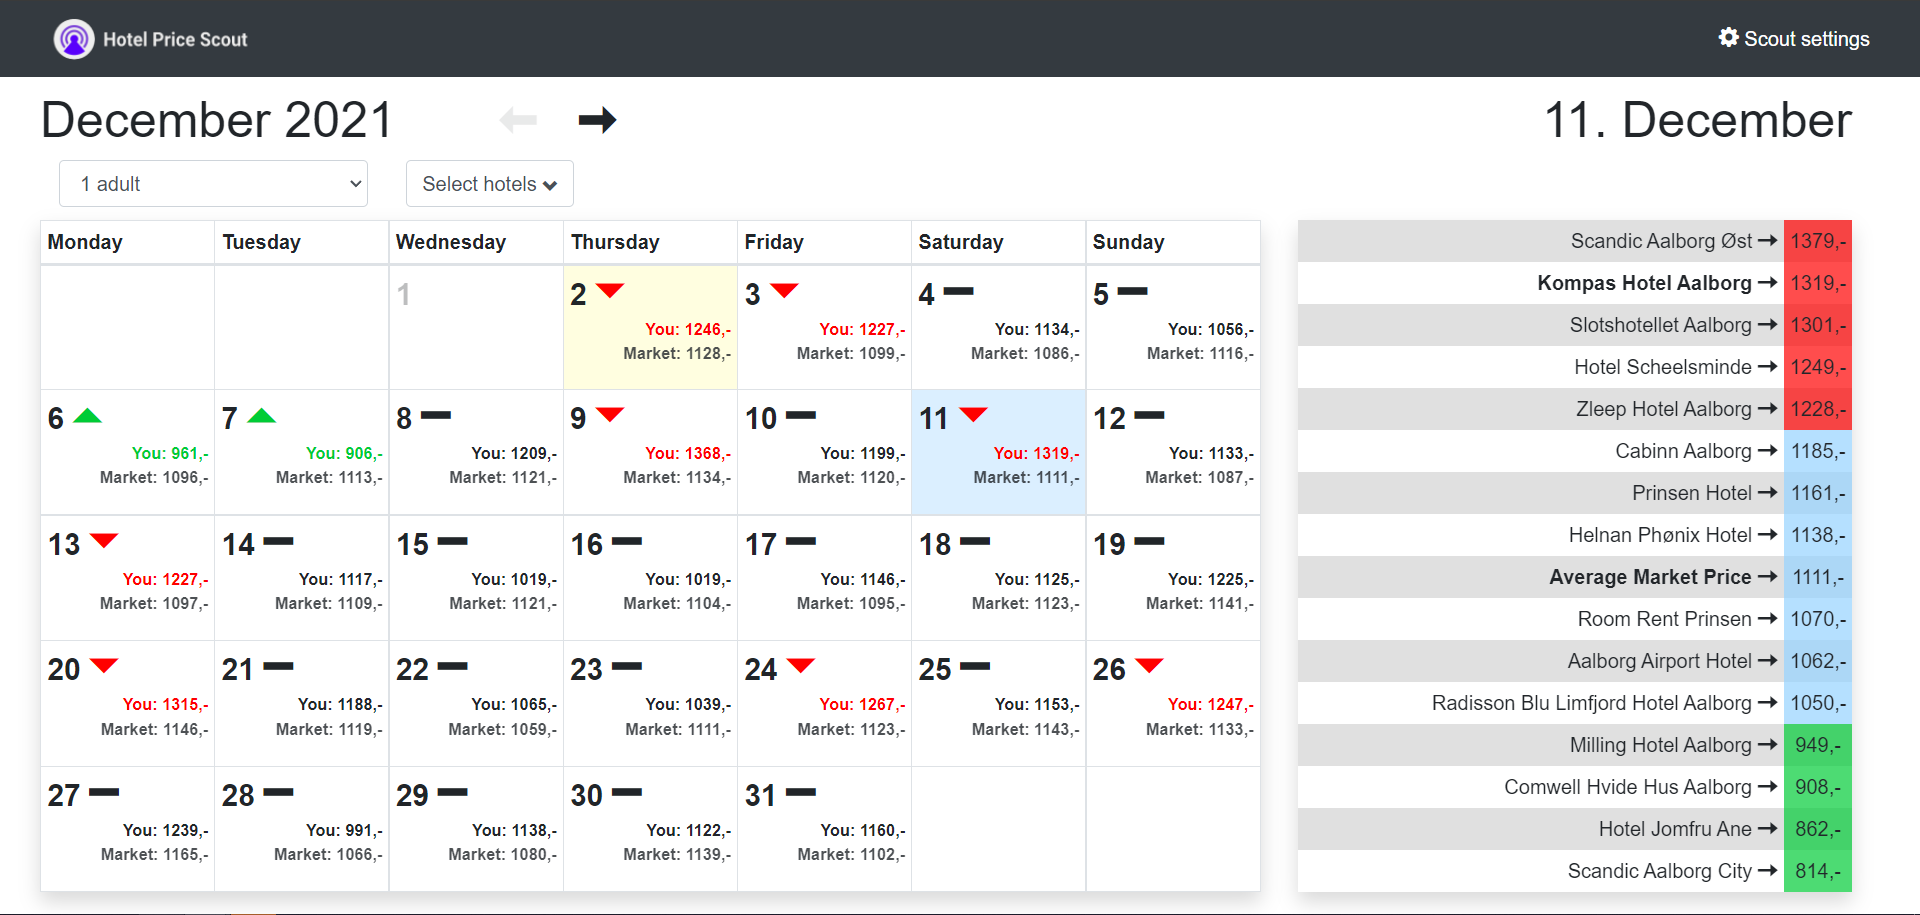 Hotel Price Scout
Scout settings
December 2021
11. December
1 adult
Select hotels
Monday Tuesday Wednesday Thursday Friday Saturday Sunday
1 2 3 4 5
You: 1246,- You: 1227,- You: 1134,- You: 1056,-
Market: 1128,- Market: 1099,- Market: 1086,- Market: 1116,-
6 7 8 9 10 11 12
You: 961,- You: 906,- You: 1209,- You: 1368,- You: 1199,- You: 1319,- You: 1133,-
Market: 1096,- Market: 1113,- Market: 1121,- Market: 1134,- Market: 1120,- Market: 1111,- Market: 1087,-
13 14 15 16 17 18 19
You: 1227,- You: 1117,- You: 1019,- You: 1019,- You: 1146,- You: 1125,- You: 1225,-
Market: 1097,- Market: 1109,- Market: 1121,- Market: 1104,- Market: 1095,- Market: 1123,- Market: 1141,-
20 21 22 23 24 25 26
You: 1315,- You: 1188,- You: 1065,- You: 1039,- You: 1267,- You: 1153,- You: 1247,-
Market: 1146,- Market: 1119,- Market: 1059,- Market: 1111,- Market: 1123,- Market: 1143,- Market: 1133,-
27 28 29 30 31
You: 1239,- You: 991,- You: 1138,- You: 1122,- You: 1160,-
Market: 1165,- Market: 1066,- Market: 1080,- Market: 1139,- Market: 1102,-
Scandic Aalborg Øst → 1379,-
Kompas Hotel Aalborg → 1319,-
Slotshotellet Aalborg → 1301,-
Hotel Scheelsminde → 1249,-
Zleep Hotel Aalborg → 1228,-
Cabinn Aalborg → 1185,-
Prinsen Hotel → 1161,-
Helnan Phønix Hotel → 1138,-
Average Market Price → 1111,-
Room Rent Prinsen → 1070,-
Aalborg Airport Hotel → 1062,-
Radisson Blu Limfjord Hotel Aalborg → 1050,-
Milling Hotel Aalborg → 949,-
Comwell Hvide Hus Aalborg → 908,-
Hotel Jomfru Ane → 862,-
Scandic Aalborg City → 814,-